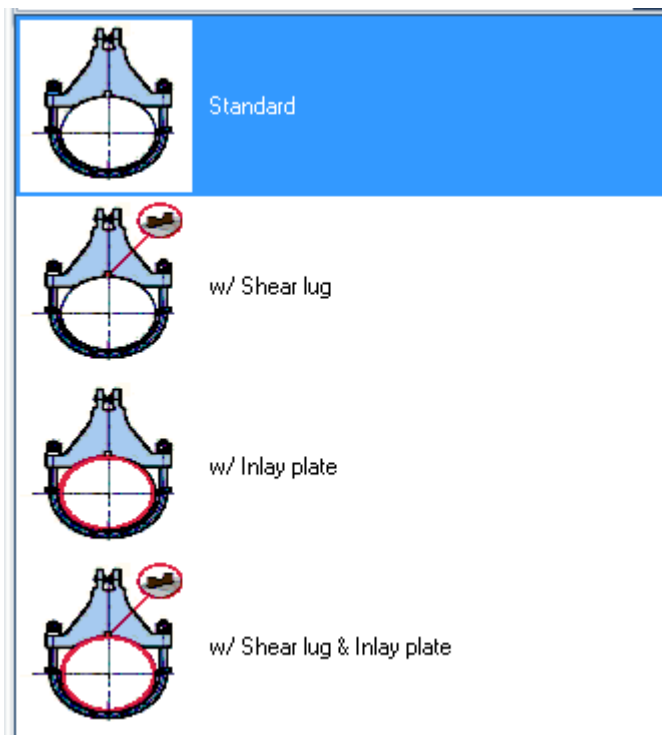 Standard
w/ Shear lug
w/ Inlay plate
w/ Shear lug & Inlay plate